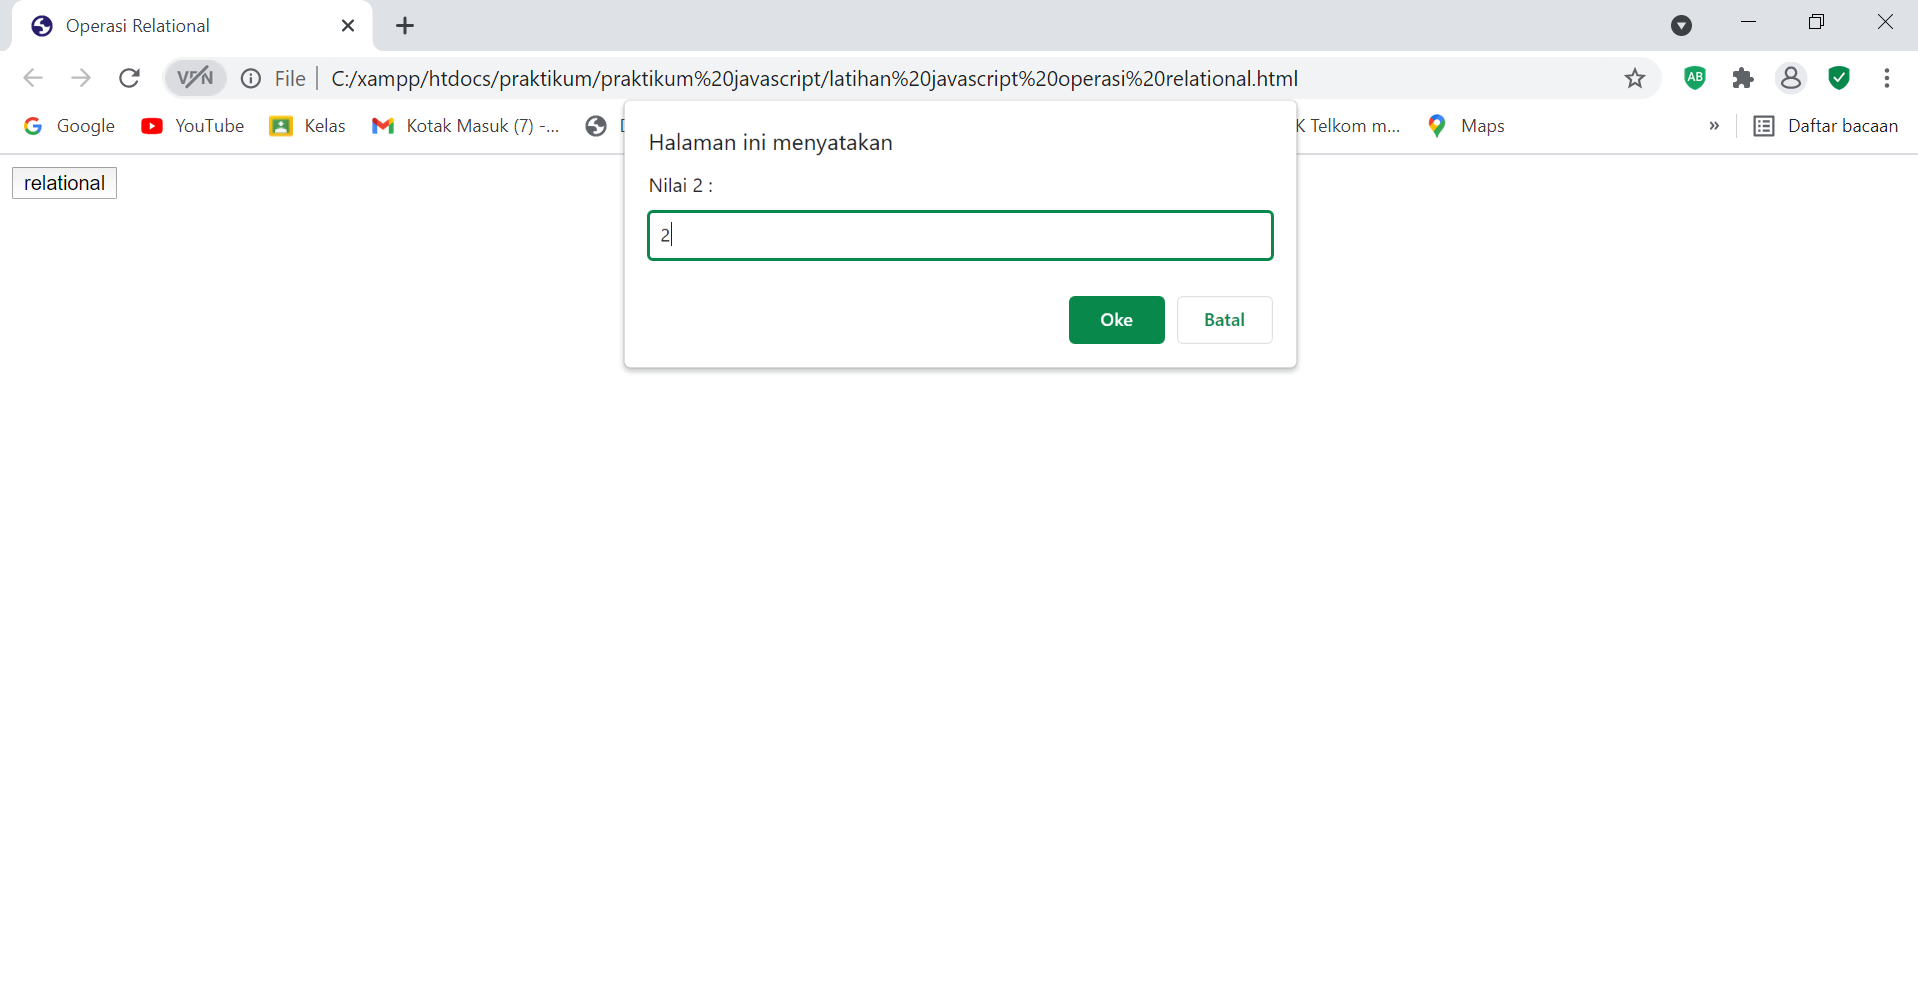 Operasi Relational
VPN File C:/xampp/htdocs/praktikum/praktikum%20javascript/latihan%20javascript%20operasi%20relational.html AB
Google YouTube Kelas Kotak Masuk (7) -... K Telkom m... Maps » Daftar bacaan
Halaman ini menyatakan
relational
Nilai 2 :
2
Oke Batal